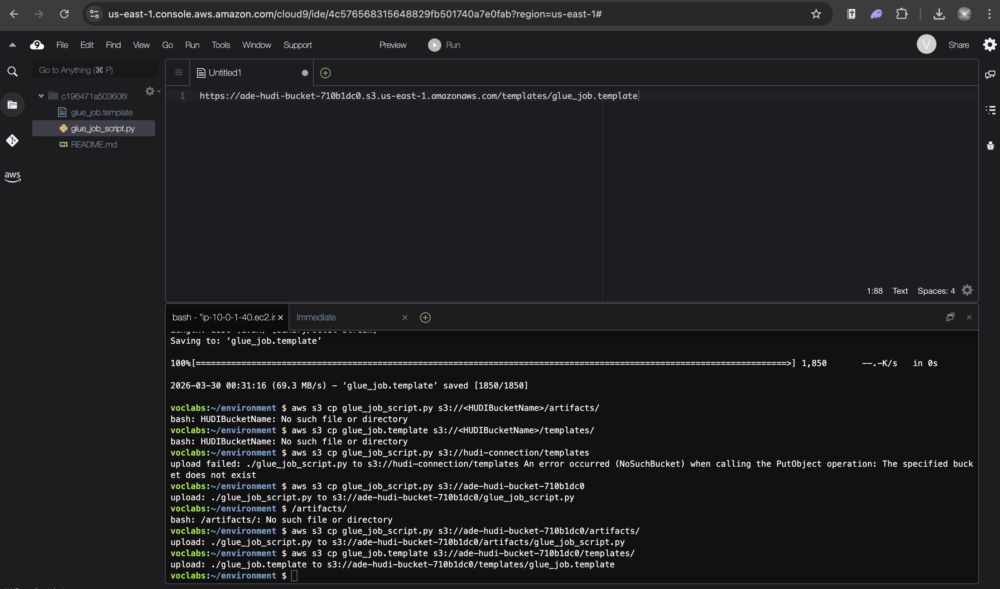 us-east-1.console.aws.amazon.com/cloud9/ide/4c576568315648829fb501740a7e0fab?region=us-east-1#
9 File Edit Find View Go Run Tools Window Support Preview Run V Share
Go to Anything (⌘ P)
Untitled1
c196471a5036060
1 https://ade-hudi-bucket-710b1dc0.s3.us-east-1.amazonaws.com/templates/glue_job.template
glue_job.template
glue_job_script.py
README.md
aws
1:88 Text Spaces: 4
bash - "ip-10-0-1-40.ec2.ir
Immediate
Saving to: ‘glue_job.template’
100%[=====================================================================================================================>] 1,850 --.-K/s in 0s
2026-03-30 00:31:16 (69.3 MB/s) - ‘glue_job.template’ saved [1850/1850]
voclabs:~/environment $ aws s3 cp glue_job_script.py s3://<HUDIBucketName>/artifacts/
bash: HUDIBucketName: No such file or directory
voclabs:~/environment $ aws s3 cp glue_job.template s3://<HUDIBucketName>/templates/
bash: HUDIBucketName: No such file or directory
voclabs:~/environment $ aws s3 cp glue_job_script.py s3://hudi-connection/templates
upload failed: ./glue_job_script.py to s3://hudi-connection/templates An error occurred (NoSuchBucket) when calling the PutObject operation: The specified buck
et does not exist
voclabs:~/environment $ aws s3 cp glue_job_script.py s3://ade-hudi-bucket-710b1dc0
upload: ./glue_job_script.py to s3://ade-hudi-bucket-710b1dc0/glue_job_script.py
voclabs:~/environment $ /artifacts/
bash: /artifacts/: No such file or directory
voclabs:~/environment $ aws s3 cp glue_job_script.py s3://ade-hudi-bucket-710b1dc0/artifacts/
upload: ./glue_job_script.py to s3://ade-hudi-bucket-710b1dc0/artifacts/glue_job_script.py
voclabs:~/environment $ aws s3 cp glue_job.template s3://ade-hudi-bucket-710b1dc0/templates/
upload: ./glue_job.template to s3://ade-hudi-bucket-710b1dc0/templates/glue_job.template
voclabs:~/environment $